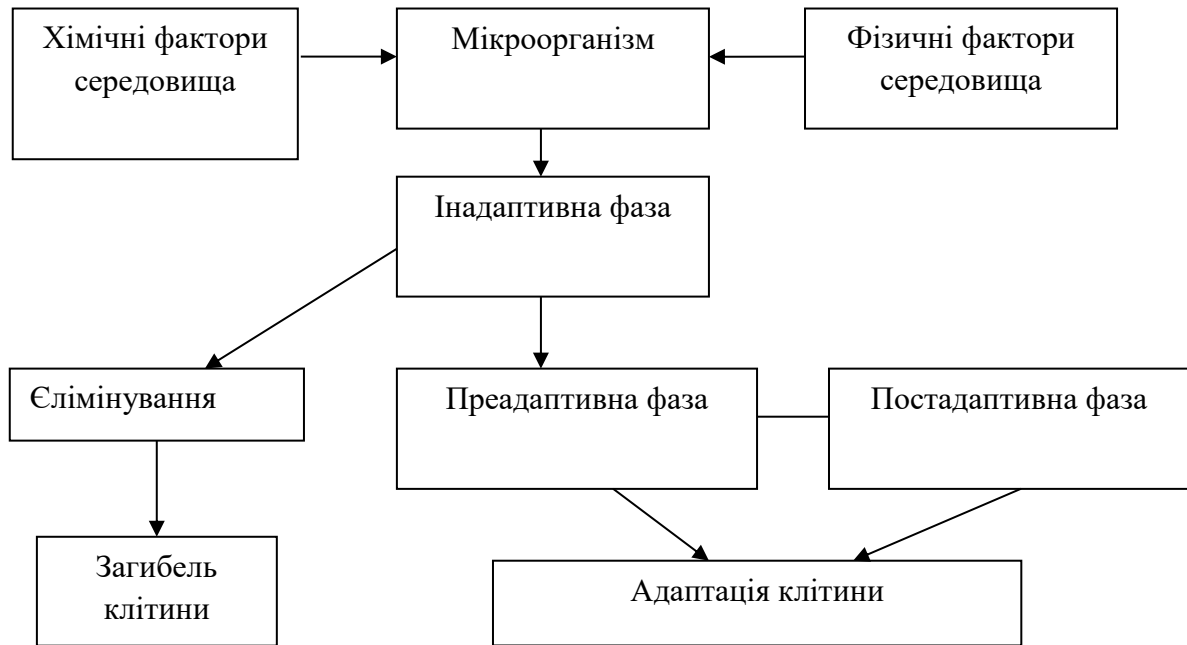 Хімічні фактори
середовища
Мікроорганізм
Фізичні фактори
середовища
Інадаптивна фаза
Єлімінування
Преадаптивна фаза
Постадаптивна фаза
Загибель
клітини
Адаптація клітини